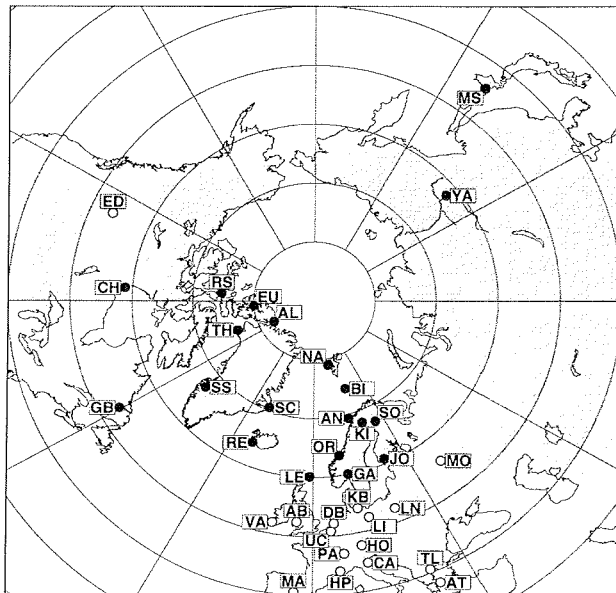 MS
YA
ED
CH
RS
EU
AL
TH
NA
SS
SC
BI
GB
AN
SO
KI
RE
OR
JO
MO
LE
GA
KB
LN
VA
AB
DB
LI
UC
HO
PA
CA
TL
MA
HP
AT